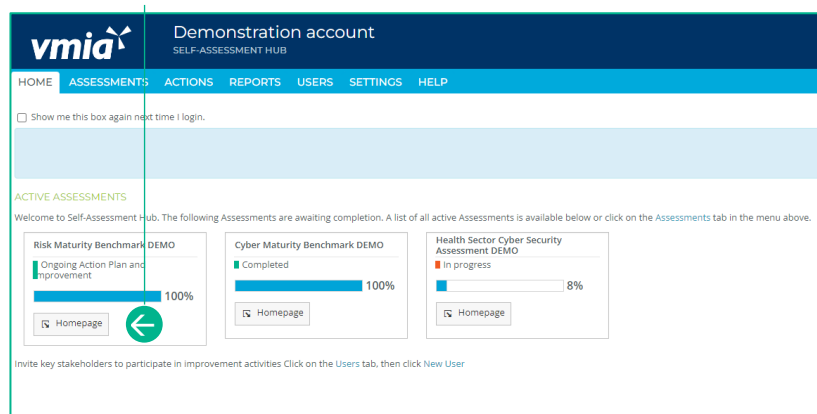 vmia
Demonstration account
SELF-ASSESSMENT HUB
HOME ASSESSMENTS ACTIONS REPORTS USERS SETTINGS HELP
Show me this box again next time I login.
ACTIVE ASSESSMENTS
Welcome to Self-Assessment Hub. The following Assessments are awaiting completion. A list of all active Assessments is available below or click on the Assessments tab in the menu above.
Risk Maturity Benchmark DEMO
Ongoing Action Plan and
Improvement
100%
Homepage
Cyber Maturity Benchmark DEMO
Completed
100%
Homepage
Health Sector Cyber Security
Assessment DEMO
In progress
8%
Homepage
Invite key stakeholders to participate in improvement activities Click on the Users tab, then click New User